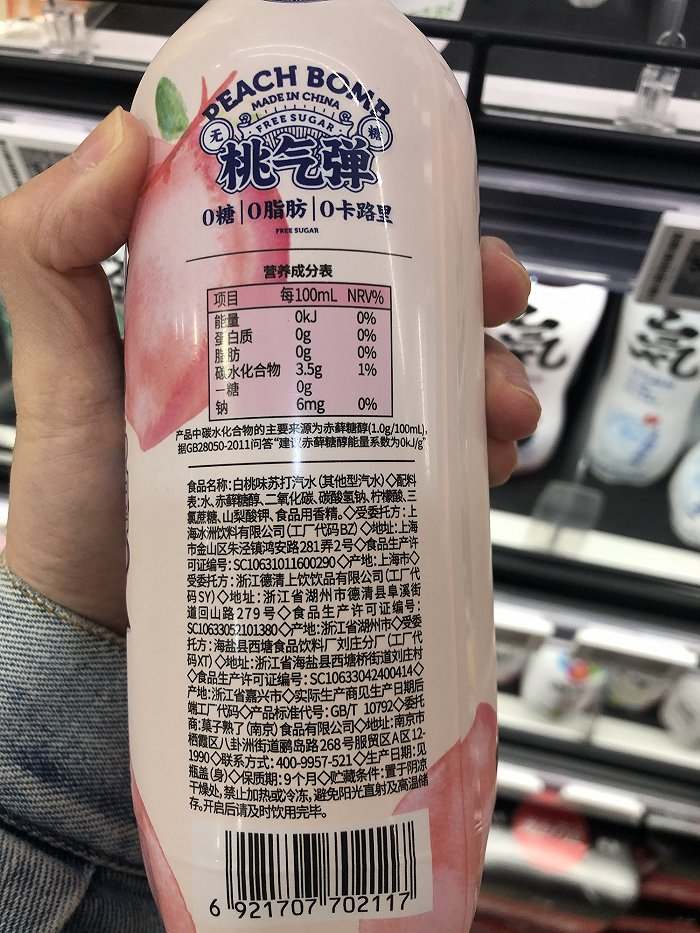 PEACH BOMB
MADE IN CHINA
FREE SUGAR
无 糖
桃气弹
0糖|0脂肪|0卡路里
FREE SUGAR
营养成分表
项目 每100mL NRV%
能量 0kJ 0%
蛋白质 0g 0%
脂肪 0g 0%
碳水化合物 3.5g 1%
—糖 0g
钠 6mg 0%
产品中碳水化合物的主要来源为赤藓糖醇(1.0g/100mL),
据GB28050-2011问答"建议赤藓糖醇能量系数为0kJ/g"
食品名称:白桃味苏打汽水(其他型汽水)◇配料
表:水、赤藓糖醇、二氧化碳、碳酸氢钠、柠檬酸、三
氯蔗糖、山梨酸钾、食品用香精。◇受委托方:上
海冰洲饮料有限公司(工厂代码BZ)◇地址:上海
市金山区朱泾镇鸿安路281弄2号◇食品生产许
可证编号:SC10631011600290◇产地:上海市◇
受委托方:浙江德清上饮饮品有限公司(工厂代
码SY)◇地址:浙江省湖州市德清县阜溪街
道回山路279号◇食品生产许可证编号:
SC10633052101380◇产地:浙江省湖州市◇受委
托方:海盐县西塘食品饮料厂刘庄分厂(工厂代
码XT)◇地址:浙江省海盐县西塘桥街道刘庄村
◇食品生产许可证编号:SC10633042400414◇
产地:浙江省嘉兴市◇实际生产商见生产日期后
端工厂代码◇产品标准代号:GB/T 10792◇委托
商:菓子熟了(南京)食品有限公司◇地址:南京市
栖霞区八卦洲街道鹂岛路268号服贸区A区12-
1990◇联系方式:400-9957-521◇生产日期:见
瓶盖(身)◇保质期:9个月◇贮藏条件:置于阴凉
干燥处,禁止加热或冷冻,避免阳光直射及高温储
存。开启后请及时饮用完毕。
6 921707 702117